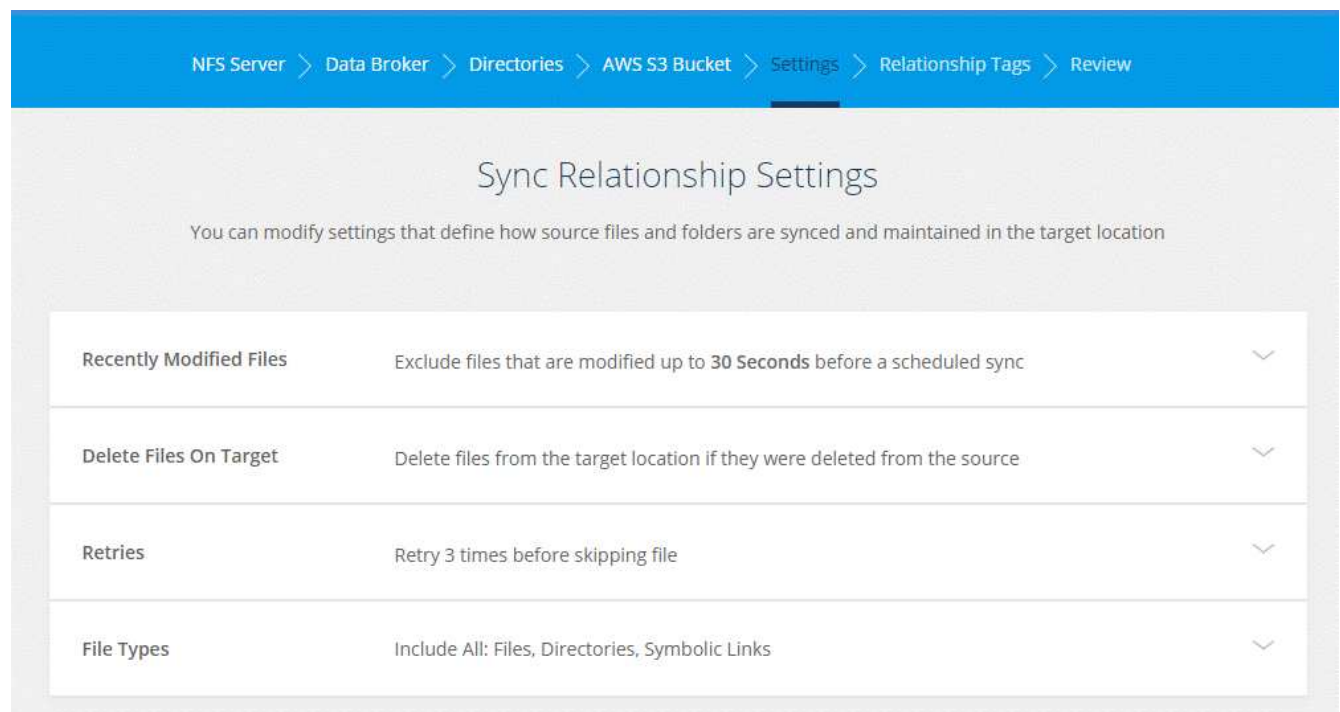 NFS Server > Data Broker > Directories > AWS S3 Bucket > Settings > Relationship Tags > Review
Sync Relationship Settings
You can modify settings that define how source files and folders are synced and maintained in the target location
Recently Modified Files Exclude files that are modified up to 30 Seconds before a scheduled sync
Delete Files On Target Delete files from the target location if they were deleted from the source
Retries Retry 3 times before skipping file
File Types Include All: Files, Directories, Symbolic Links